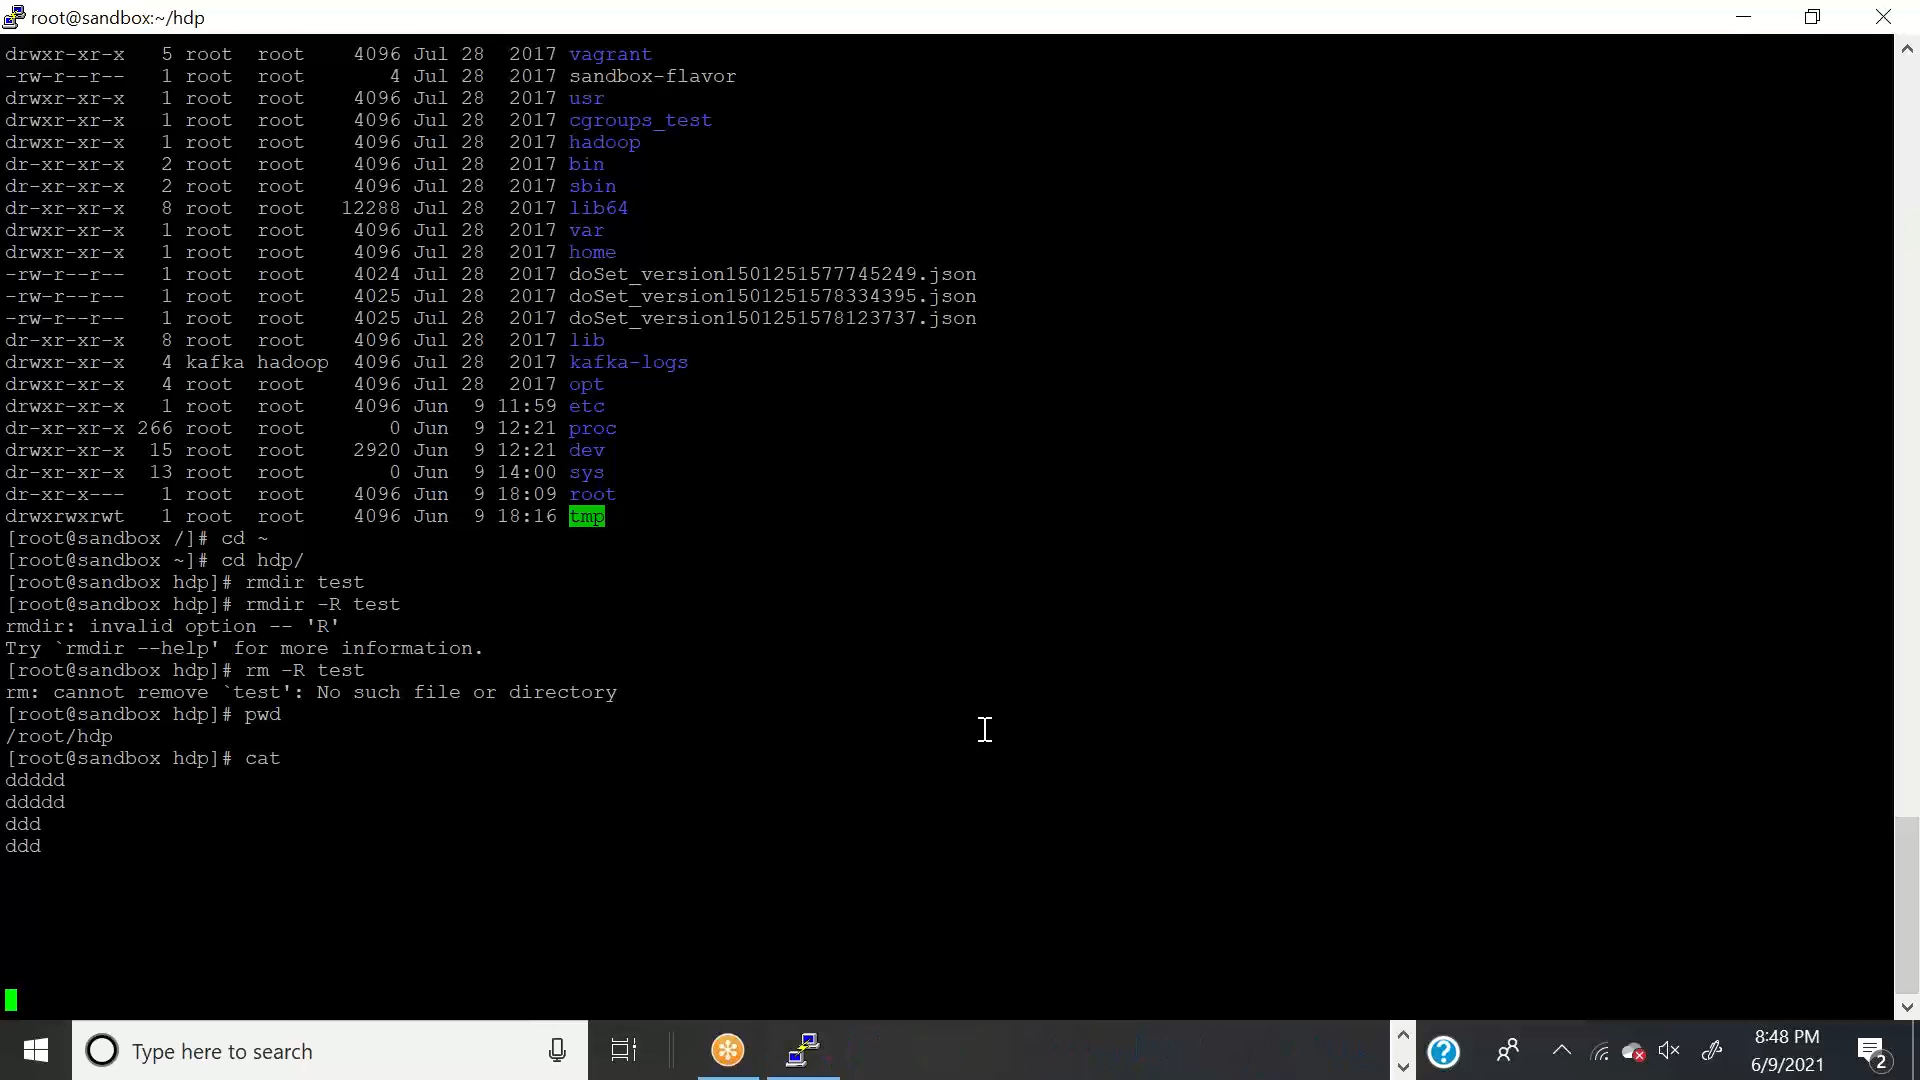 root@sandbox:~/hdp
drwxr-xr-x   5 root  root    4096 Jul 28  2017 vagrant
-rw-r--r--   1 root  root       4 Jul 28  2017 sandbox-flavor
drwxr-xr-x   1 root  root    4096 Jul 28  2017 usr
drwxr-xr-x   1 root  root    4096 Jul 28  2017 cgroups_test
drwxr-xr-x   1 root  root    4096 Jul 28  2017 hadoop
dr-xr-xr-x   2 root  root    4096 Jul 28  2017 bin
dr-xr-xr-x   2 root  root    4096 Jul 28  2017 sbin
dr-xr-xr-x   8 root  root   12288 Jul 28  2017 lib64
drwxr-xr-x   1 root  root    4096 Jul 28  2017 var
drwxr-xr-x   1 root  root    4096 Jul 28  2017 home
-rw-r--r--   1 root  root    4024 Jul 28  2017 doSet_version1501251577745249.json
-rw-r--r--   1 root  root    4025 Jul 28  2017 doSet_version1501251578334395.json
-rw-r--r--   1 root  root    4025 Jul 28  2017 doSet_version1501251578123737.json
dr-xr-xr-x   8 root  root    4096 Jul 28  2017 lib
drwxr-xr-x   4 kafka hadoop  4096 Jul 28  2017 kafka-logs
drwxr-xr-x   4 root  root    4096 Jul 28  2017 opt
drwxr-xr-x   1 root  root    4096 Jun  9 11:59 etc
dr-xr-xr-x 266 root  root       0 Jun  9 12:21 proc
drwxr-xr-x  15 root  root    2920 Jun  9 12:21 dev
dr-xr-xr-x  13 root  root       0 Jun  9 14:00 sys
dr-xr-x---   1 root  root    4096 Jun  9 18:09 root
drwxrwxrwt   1 root  root    4096 Jun  9 18:16 tmp
[root@sandbox /]# cd ~
[root@sandbox ~]# cd hdp/
[root@sandbox hdp]# rmdir test
[root@sandbox hdp]# rmdir -R test
rmdir: invalid option -- 'R'
Try `rmdir --help' for more information.
[root@sandbox hdp]# rm -R test
rm: cannot remove `test': No such file or directory
[root@sandbox hdp]# pwd
/root/hdp
[root@sandbox hdp]# cat
ddddd
ddddd
ddd
ddd
Type here to search
8:48 PM
6/9/2021
2